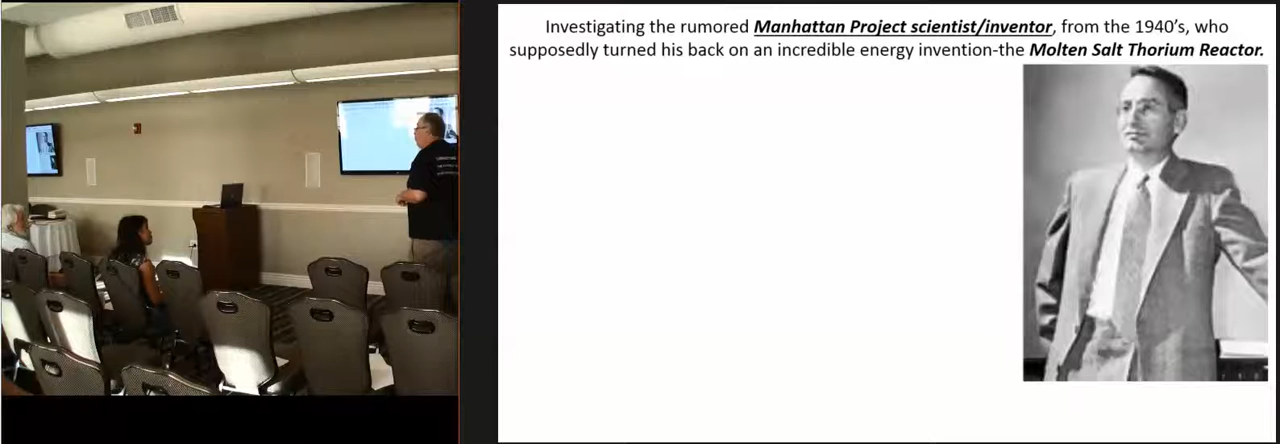 Investigating the rumored Manhattan Project scientist/inventor, from the 1940's, who
supposedly turned his back on an incredible energy invention-the Molten Salt Thorium Reactor.